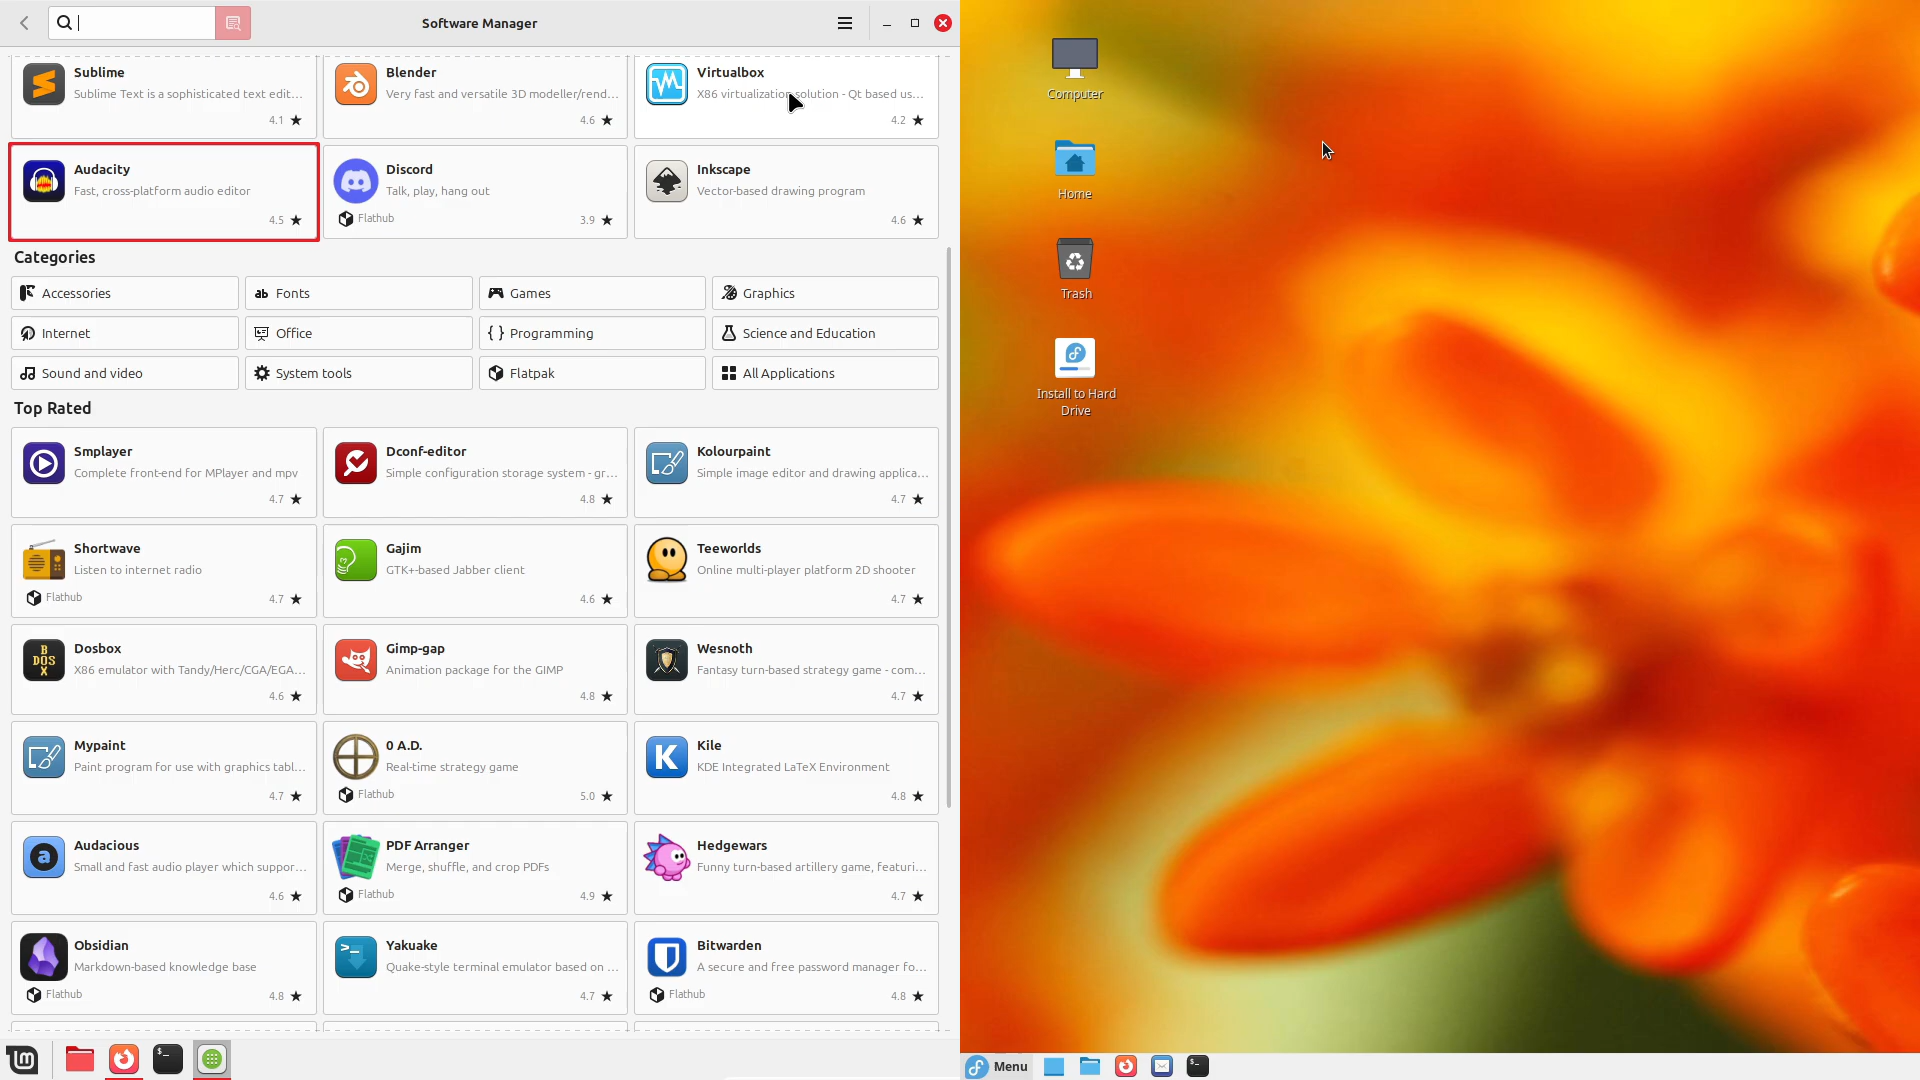 Software Manager
Sublime
Sublime Text is a sophisticated text edit...
4.1 ★
Blender
Very fast and versatile 3D modeller/rend...
4.6 ★
Virtualbox
X86 virtualization solution - Qt based us...
4.2 ★
Audacity
Fast, cross-platform audio editor
4.5 ★
Discord
Talk, play, hang out
Flathub
3.9 ★
Inkscape
Vector-based drawing program
4.6 ★
Categories
Accessories
Fonts
Games
Graphics
Internet
Office
Programming
Science and Education
Sound and video
System tools
Flatpak
All Applications
Top Rated
Smplayer
Complete front-end for MPlayer and mpv
4.7 ★
Dconf-editor
Simple configuration storage system - gr...
4.8 ★
Kolourpaint
Simple image editor and drawing applica...
4.7 ★
Shortwave
Listen to internet radio
Flathub
4.7 ★
Gajim
GTK+-based Jabber client
4.6 ★
Teeworlds
Online multi-player platform 2D shooter
4.7 ★
Dosbox
X86 emulator with Tandy/Herc/CGA/EGA...
4.6 ★
Gimp-gap
Animation package for the GIMP
4.8 ★
Wesnoth
Fantasy turn-based strategy game - com...
4.7 ★
Mypaint
Paint program for use with graphics tabl...
4.7 ★
0 A.D.
Real-time strategy game
Flathub
5.0 ★
Kile
KDE Integrated LaTeX Environment
4.8 ★
Audacious
Small and fast audio player which suppor...
4.6 ★
PDF Arranger
Merge, shuffle, and crop PDFs
Flathub
4.9 ★
Hedgewars
Funny turn-based artillery game, featuri...
4.7 ★
Obsidian
Markdown-based knowledge base
Flathub
4.8 ★
Yakuake
Quake-style terminal emulator based on ...
4.7 ★
Bitwarden
A secure and free password manager fo...
Flathub
4.8 ★
Computer
Home
Trash
Install to Hard
Drive
Menu